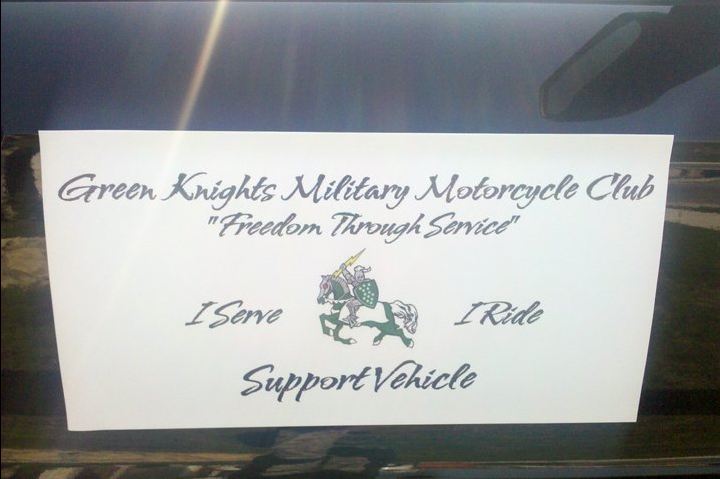 Green Knights Military Motorcycle Club
"Freedom Through Service"
I Serve I Ride
Support Vehicle